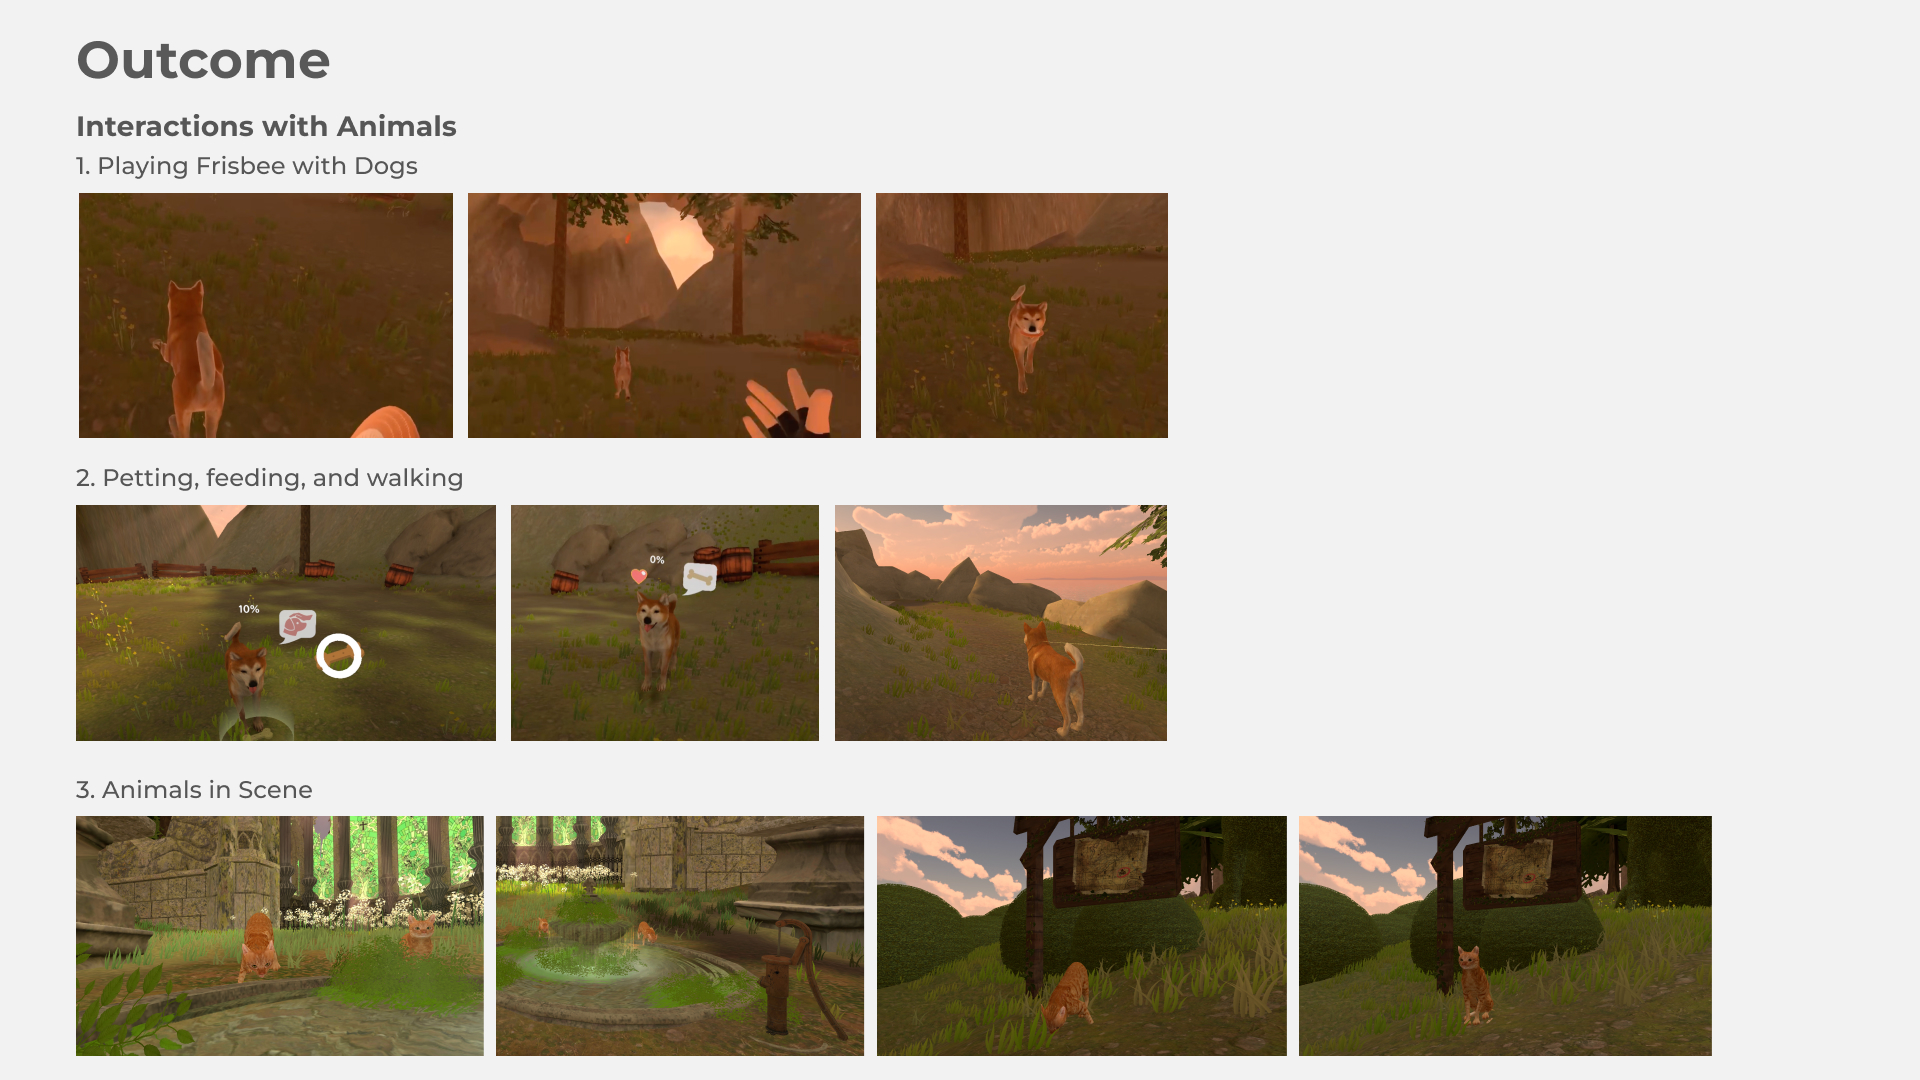 Outcome
Interactions with Animals
1. Playing Frisbee with Dogs
2. Petting, feeding, and walking
10%
0%
3. Animals in Scene